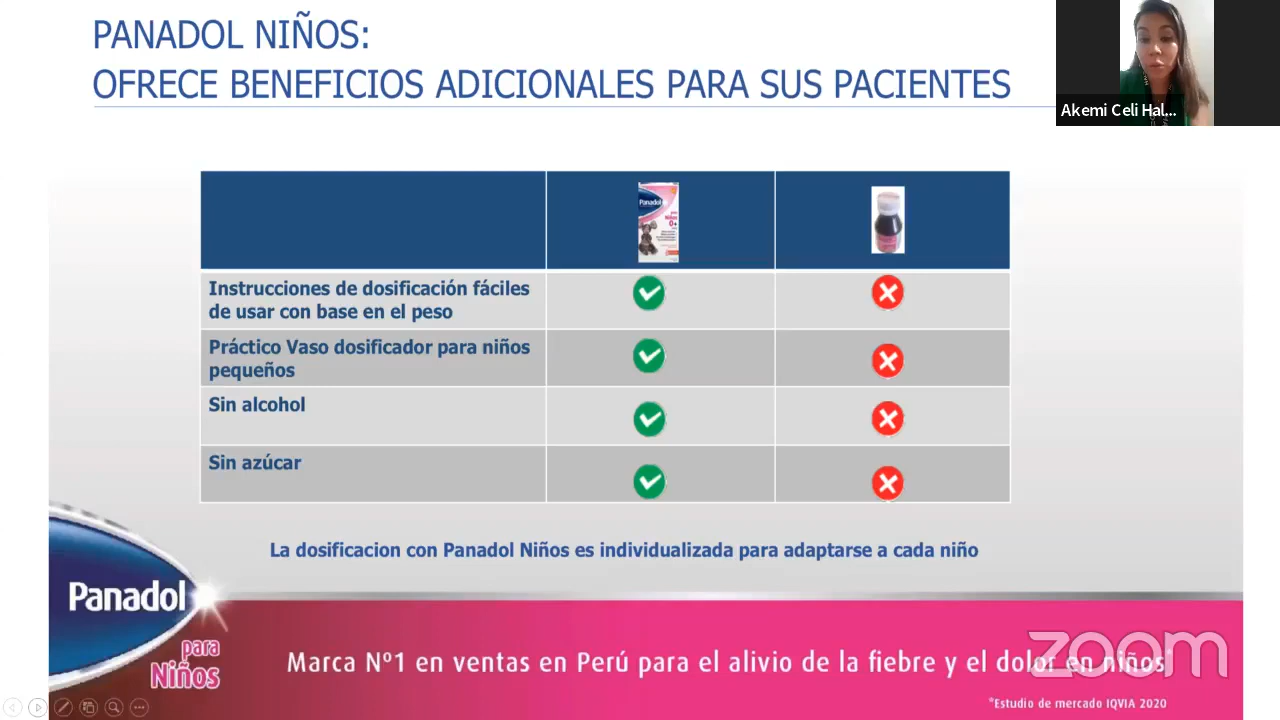 PANADOL NIÑOS:
OFRECE BENEFICIOS ADICIONALES PARA SUS PACIENTES
Akemi Celi Hal...
Panadol
Niños
0+
Instrucciones de dosificación fáciles
de usar con base en el peso
Práctico Vaso dosificador para niños
pequeños
Sin alcohol
Sin azúcar
La dosificacion con Panadol Niños es individualizada para adaptarse a cada niño
Panadol
para
Niños
Marca Nº1 en ventas en Perú para el alivio de la fiebre y el dolor en niños*
zoom
*Estudio de mercado IQVIA 2020